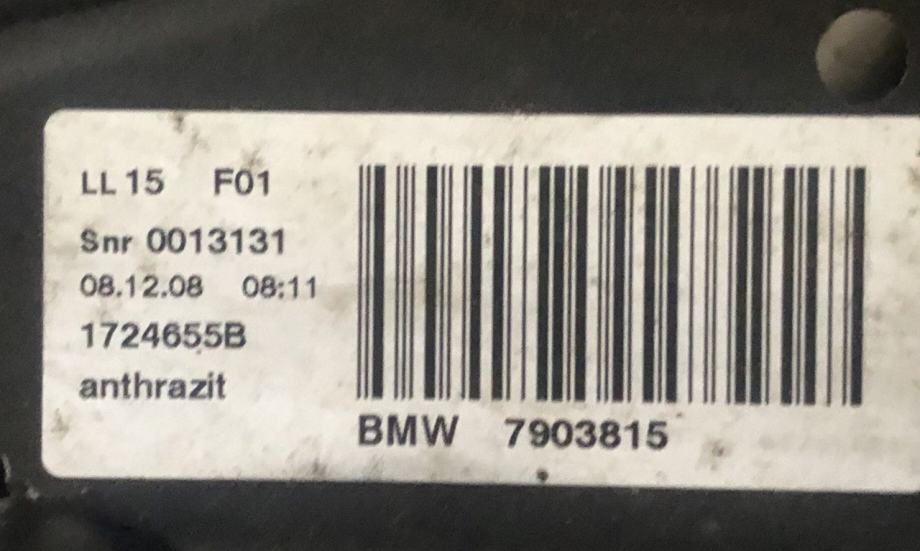 LL 15 F01
Snr 0013131
08.12.08 08:11
1724655B
anthrazit
BMW 7903815